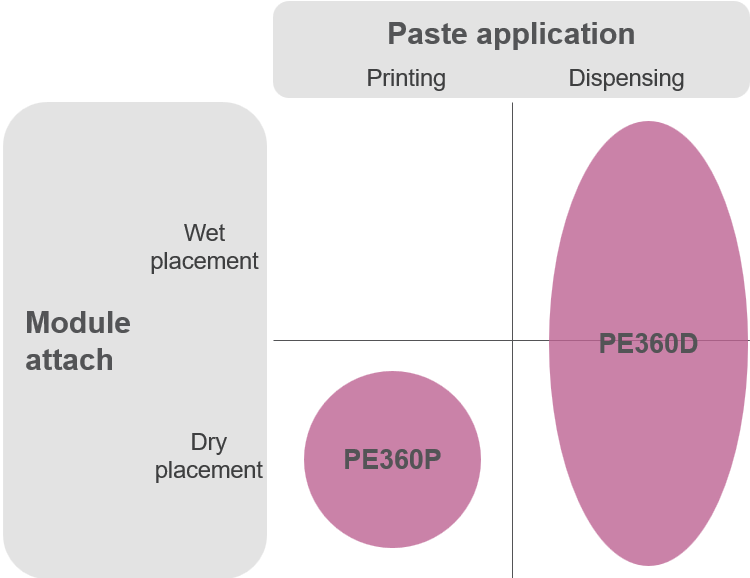 Paste application
Printing
Dispensing
Wet
placement
Module
attach
PE360D
Dry
placement
PE360P